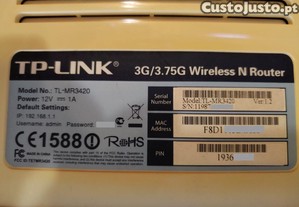 CustoJusto.pt
TP-LINK
3G/3.75G Wireless N Router
Model No.: TL-MR3420
Power: 12V ⎓ 1A
Default Settings:
IP: 192.168.1.1
Username: admin Password:
CE1588
RoHS
Serial Number
Model:TL-MR3420 Ver:1.2
S/N:1198
MAC Address
F8D1
PIN
1936